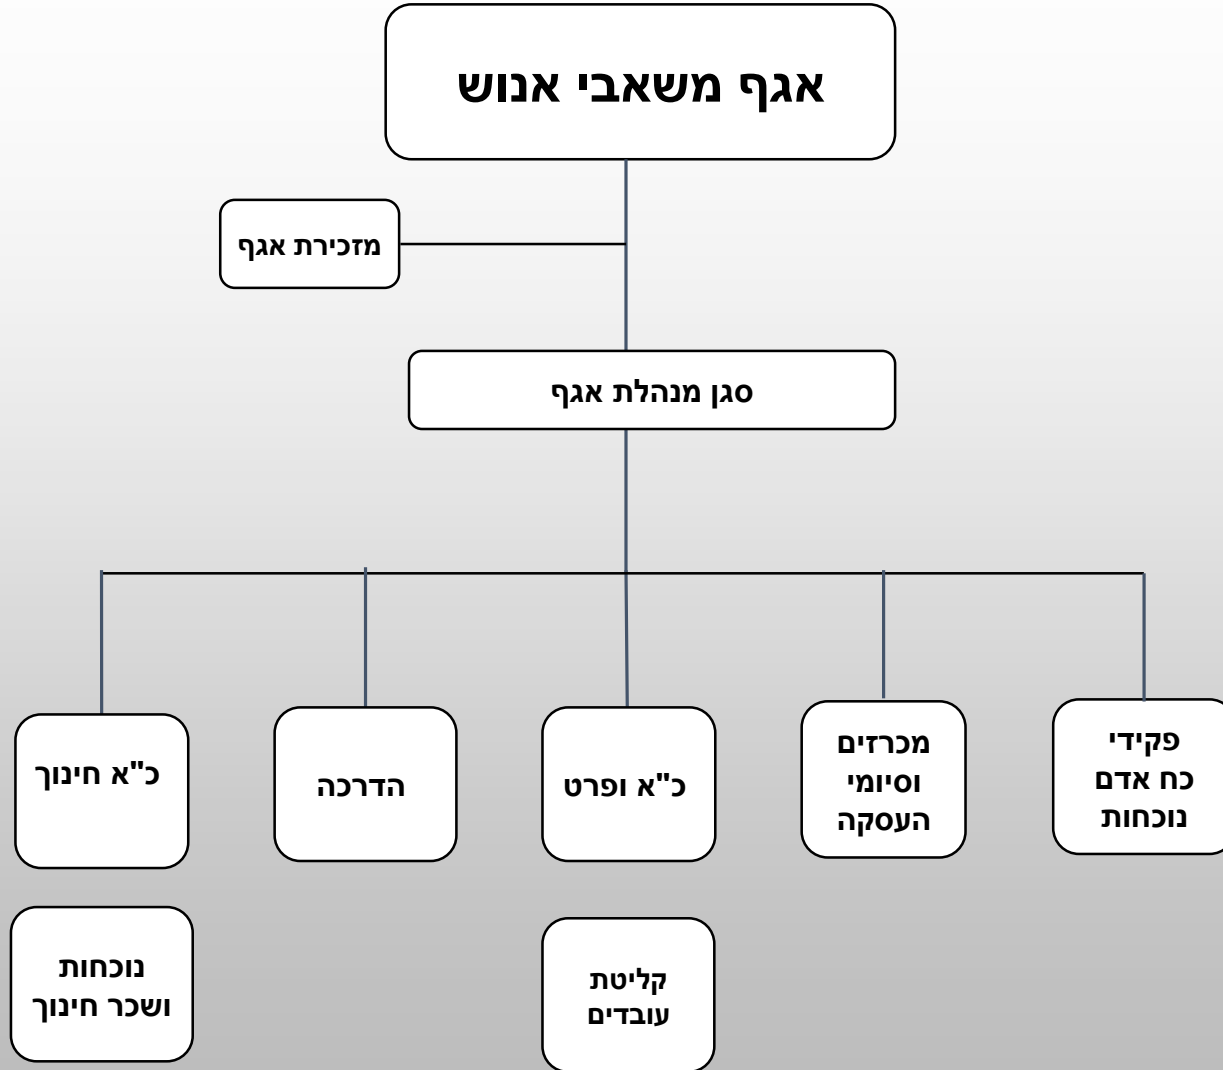 אגף משאבי אנוש
מזכירת אגף
סגן מנהלת אגף
פקידי
כח אדם
נוכחות
מכרזים
וסיומי
העסקה
כ"א ופרט
הדרכה
כ"א חינוך
קליטת
עובדים
נוכחות
ושכר חינוך